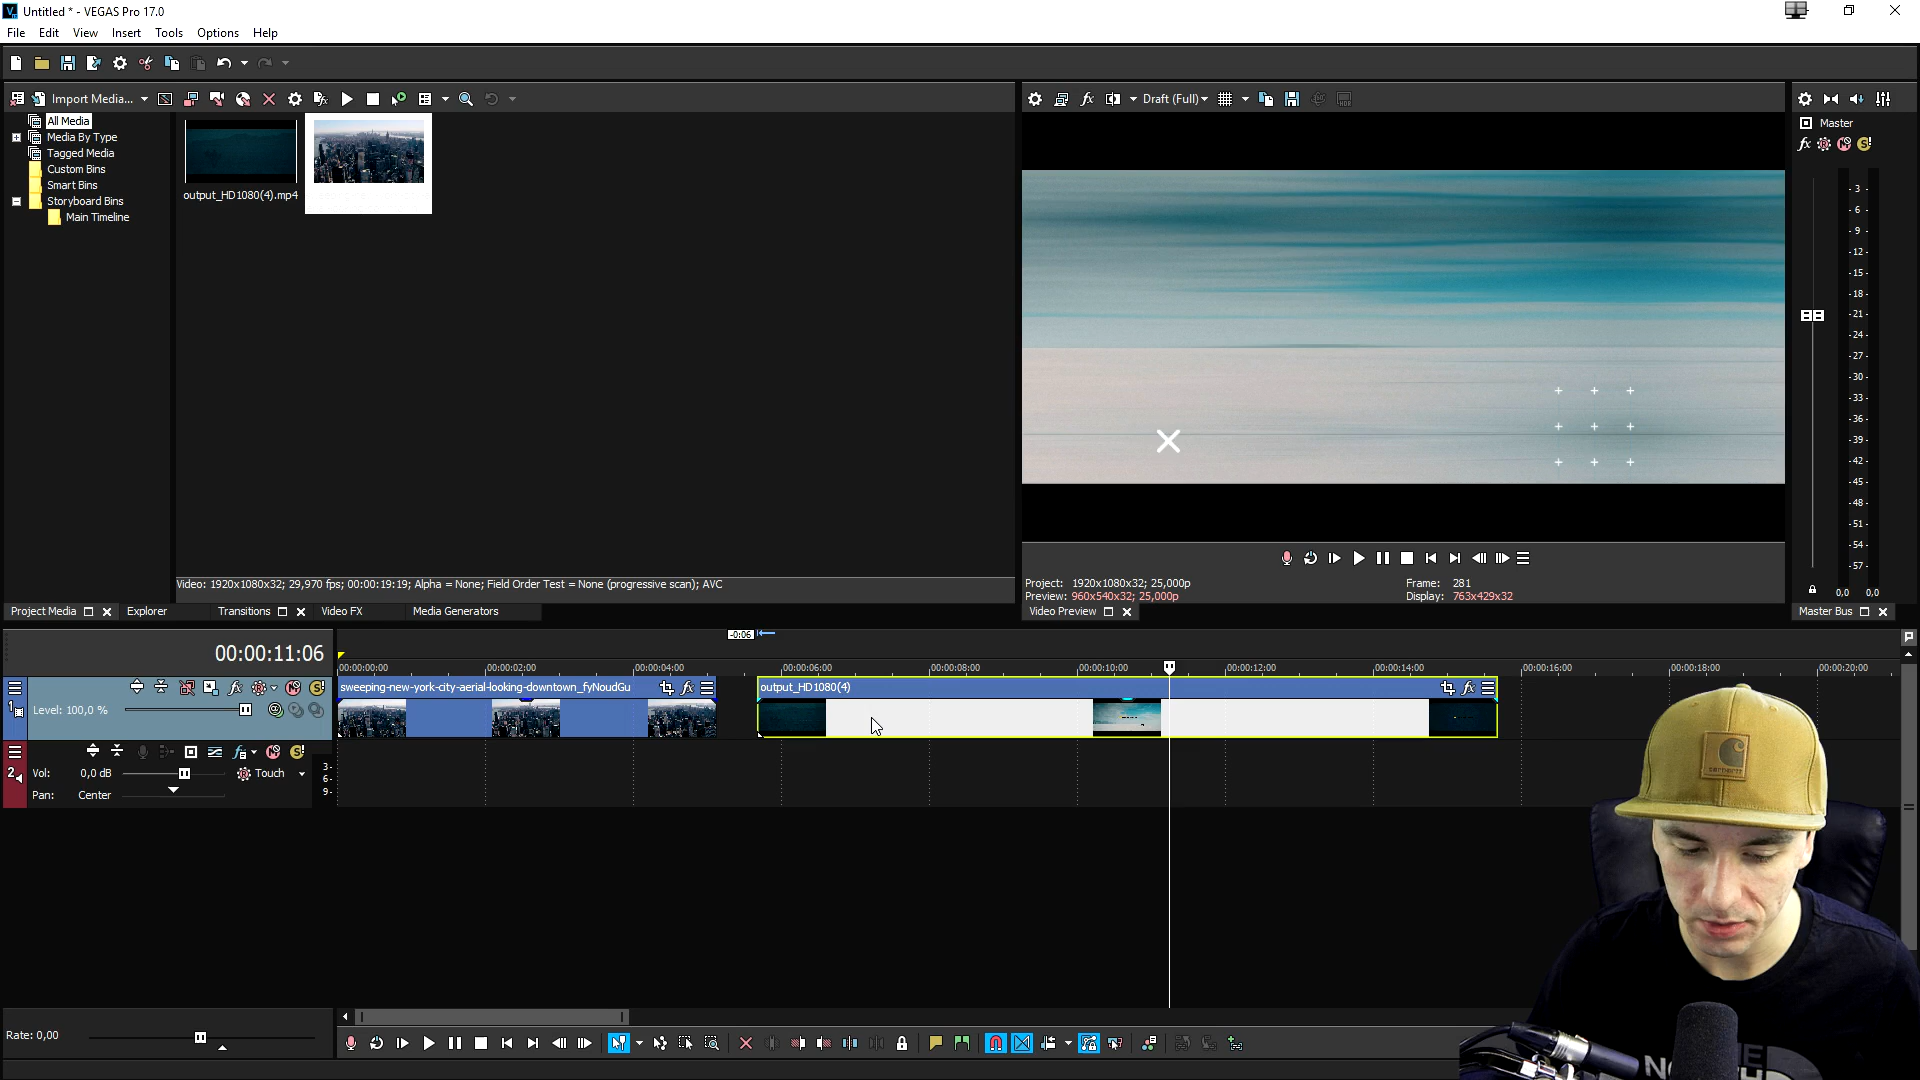 Untitled * - VEGAS Pro 17.0
File Edit View Insert Tools Options Help
Import Media...
Draft (Full)
All Media
Media By Type
Tagged Media
Custom Bins
Smart Bins
Storyboard Bins
Main Timeline
output_HD1080(4).mp4
Master
3 -
- 6 -
- 9 -
- 12 -
- 15 -
- 18 -
- 21 -
- 24 -
- 27 -
- 30 -
- 33 -
- 36 -
- 39 -
- 42 -
- 45 -
- 48 -
- 51 -
- 54 -
- 57 -
0,0 0,0
Video: 1920x1080x32; 29,970 fps; 00:00:19:19; Alpha = None; Field Order Test = None (progressive scan); AVC
Project: 1920x1080x32; 25,000p
Frame: 281
Preview: 960x540x32; 25,000p
Display: 763x429x32
Project Media Explorer Transitions Video FX Media Generators
Video Preview
Master Bus
-0:06
00:00:11:06
00:00:00:00 00:00:02:00 00:00:04:00 00:00:06:00 00:00:08:00 00:00:10:00 00:00:12:00 00:00:14:00 00:00:16:00 00:00:18:00 00:00:20:00
1
Level: 100,0 %
sweeping-new-york-city-aerial-looking-downtown_fyNoudGu
output_HD1080(4)
2
Vol: 0,0 dB
Touch
Pan: Center
3-
6-
9-
Rate: 0,00
carhartt